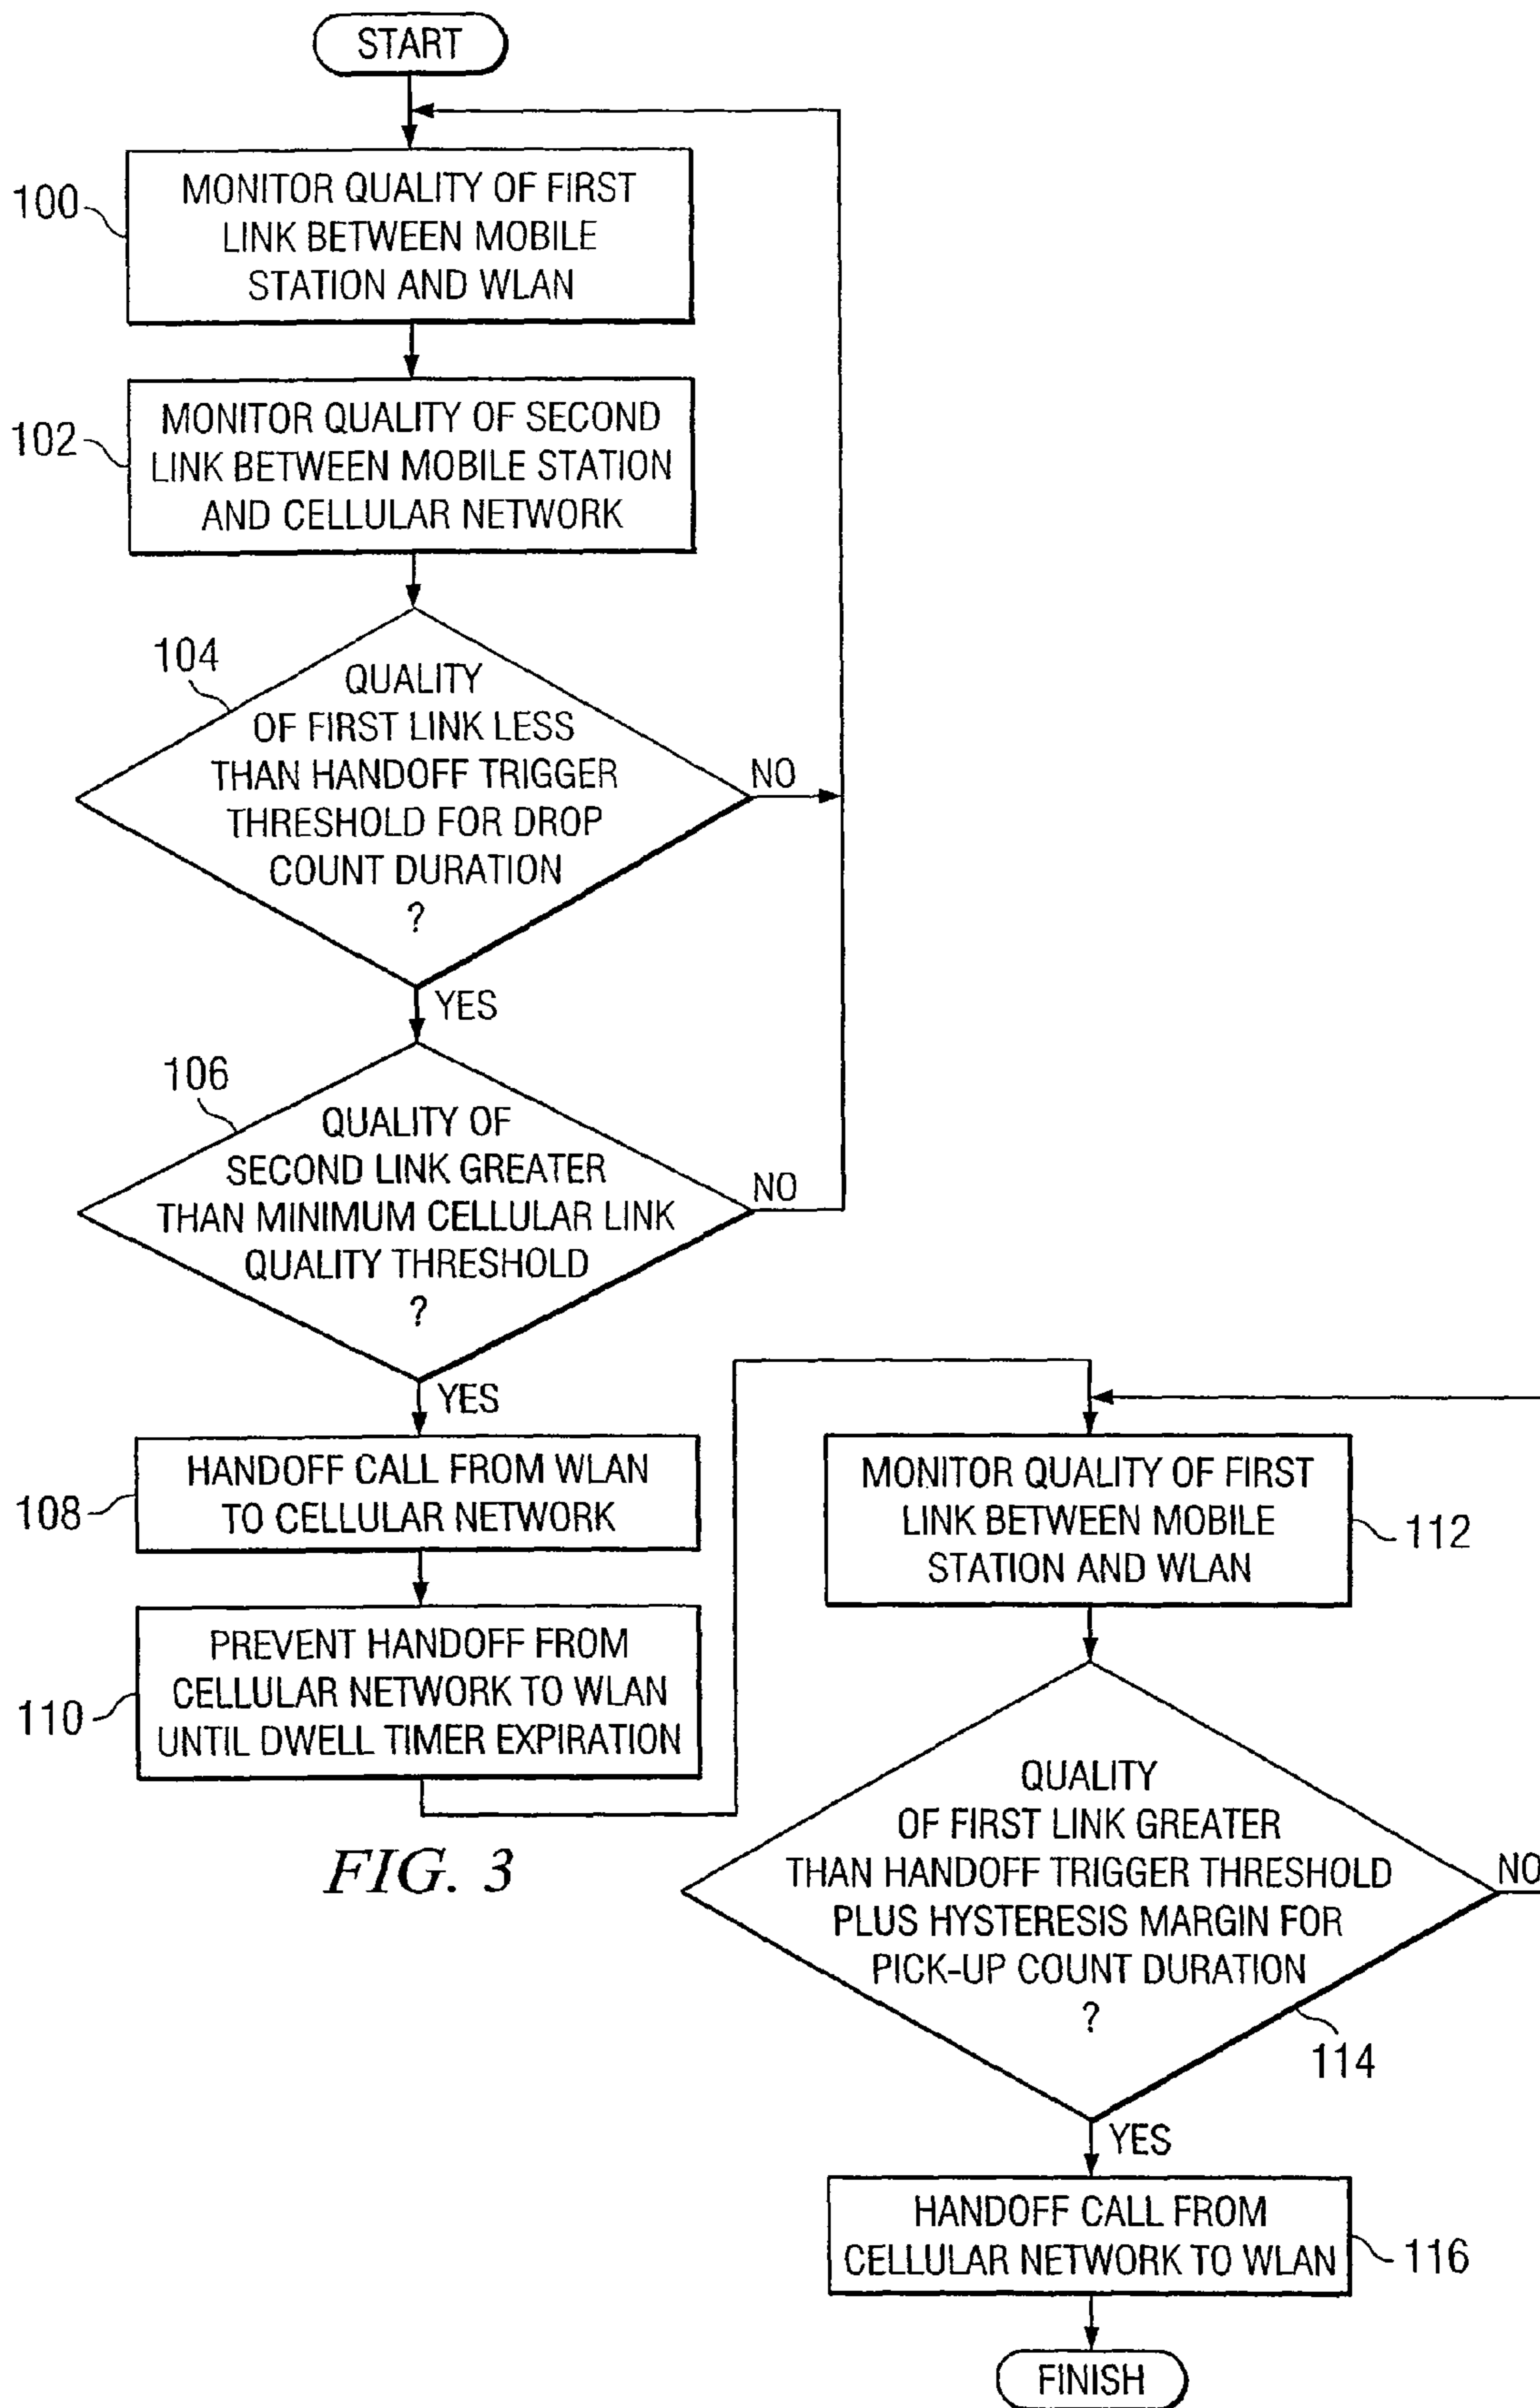 START
100
MONITOR QUALITY OF FIRST
LINK BETWEEN MOBILE
STATION AND WLAN
102
MONITOR QUALITY OF SECOND
LINK BETWEEN MOBILE STATION
AND CELLULAR NETWORK
104
QUALITY
OF FIRST LINK LESS
THAN HANDOFF TRIGGER
THRESHOLD FOR DROP
COUNT DURATION
?
NO
YES
106
QUALITY OF
SECOND LINK GREATER
THAN MINIMUM CELLULAR LINK
QUALITY THRESHOLD
?
NO
YES
108
HANDOFF CALL FROM WLAN
TO CELLULAR NETWORK
110
PREVENT HANDOFF FROM
CELLULAR NETWORK TO WLAN
UNTIL DWELL TIMER EXPIRATION
FIG. 3
MONITOR QUALITY OF FIRST
LINK BETWEEN MOBILE
STATION AND WLAN
112
QUALITY
OF FIRST LINK GREATER
THAN HANDOFF TRIGGER THRESHOLD
PLUS HYSTERESIS MARGIN FOR
PICK-UP COUNT DURATION
?
NO
114
YES
HANDOFF CALL FROM
CELLULAR NETWORK TO WLAN
116
FINISH